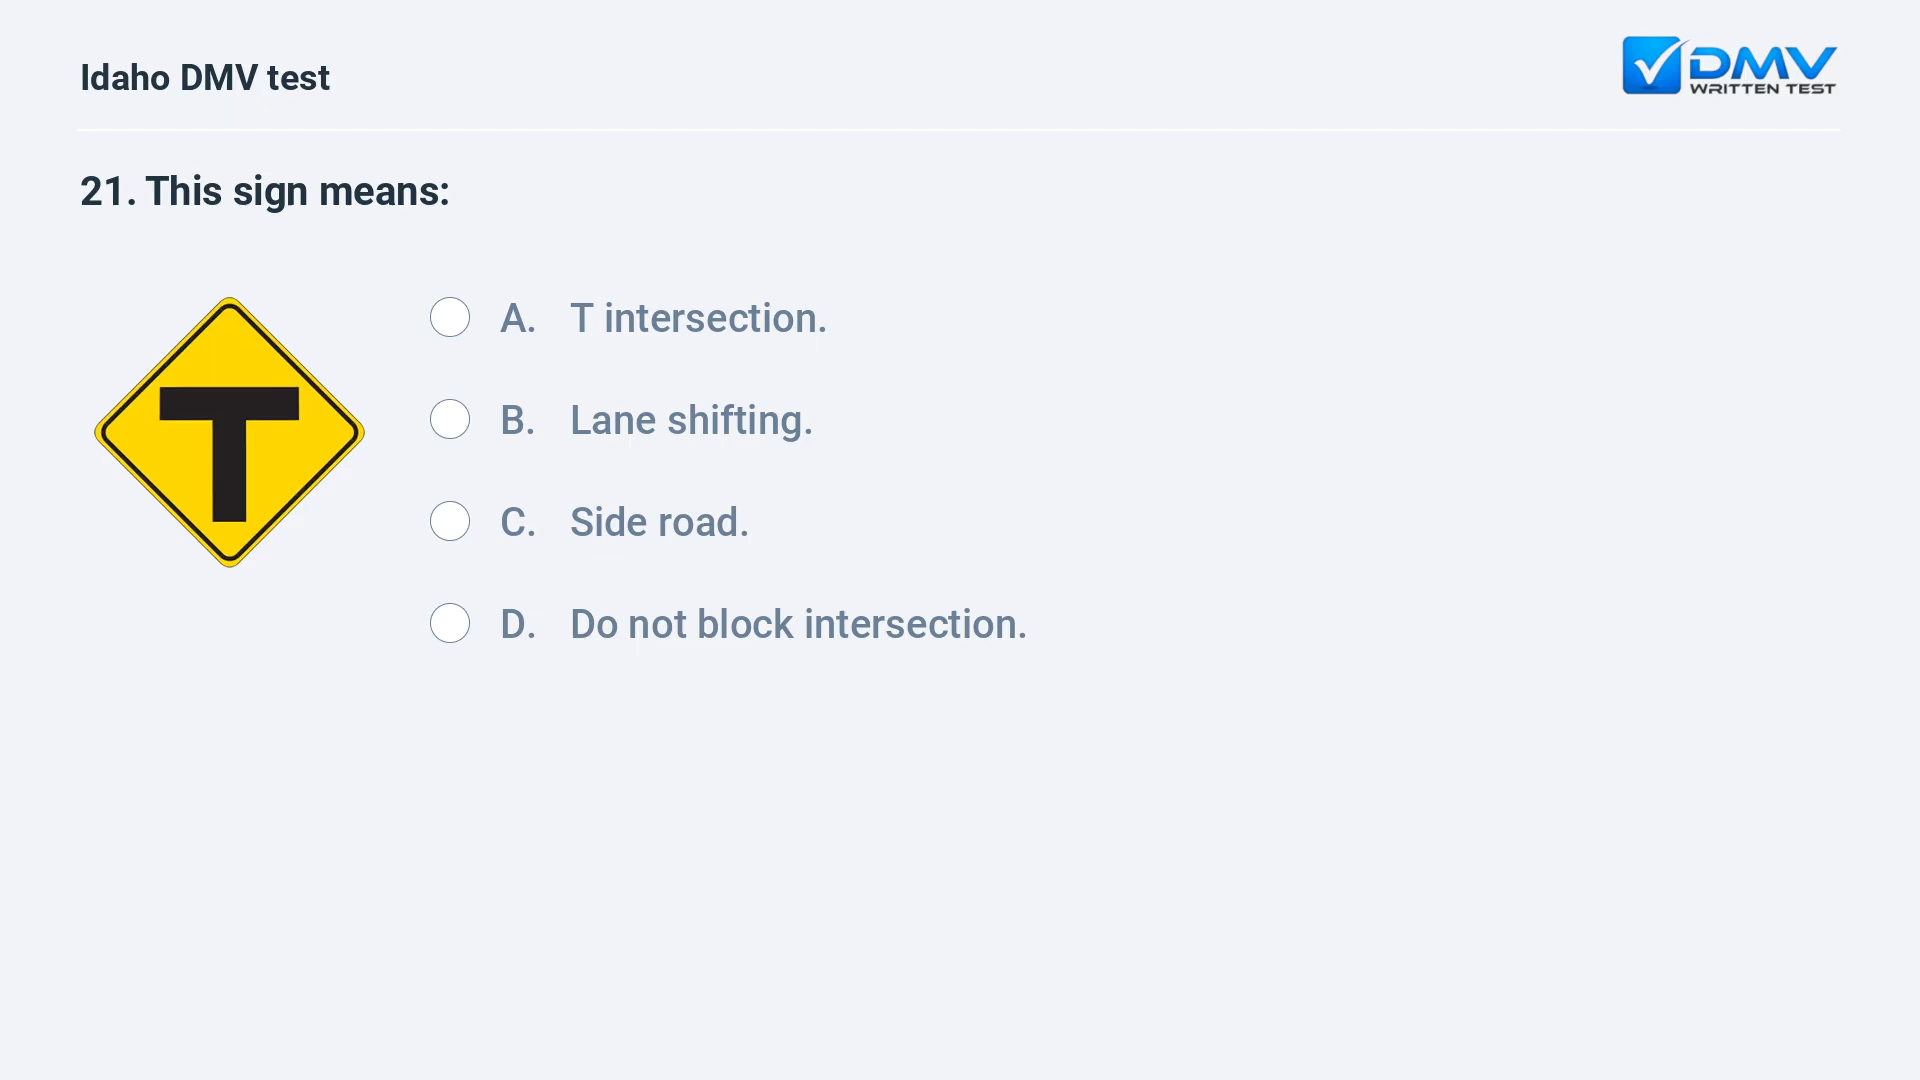 Idaho DMV test
DMV
WRITTEN TEST
21. This sign means:
A. T intersection.
B. Lane shifting.
C. Side road.
D. Do not block intersection.